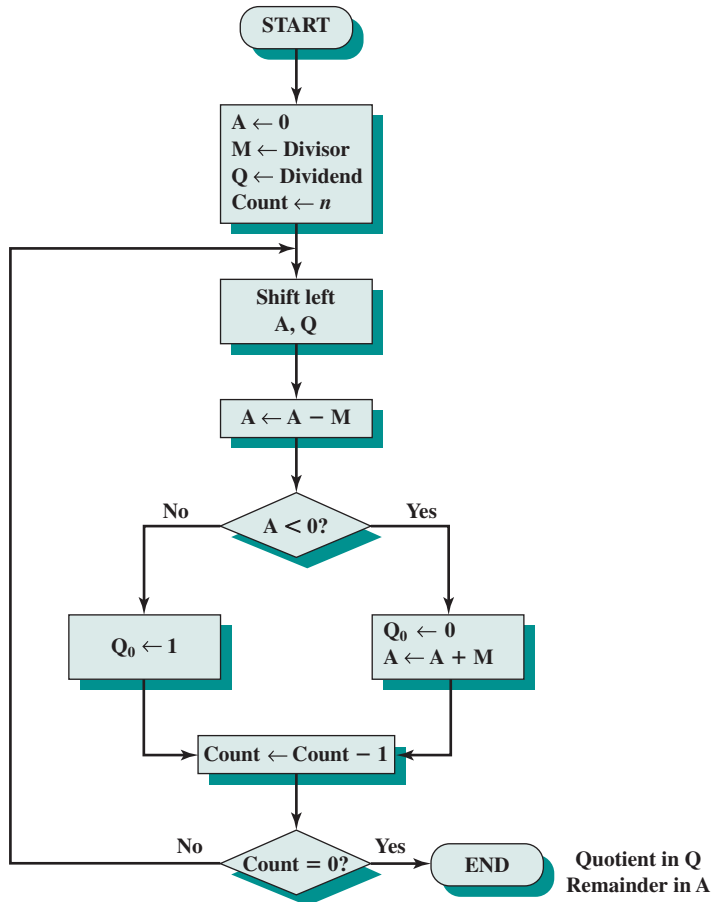 START
A ← 0
M ← Divisor
Q ← Dividend
Count ← n
Shift left
A, Q
A ← A − M
No
A < 0?
Yes
Q₀ ← 1
Q₀ ← 0
A ← A + M
Count ← Count − 1
No
Count = 0?
Yes
END
Quotient in Q
Remainder in A